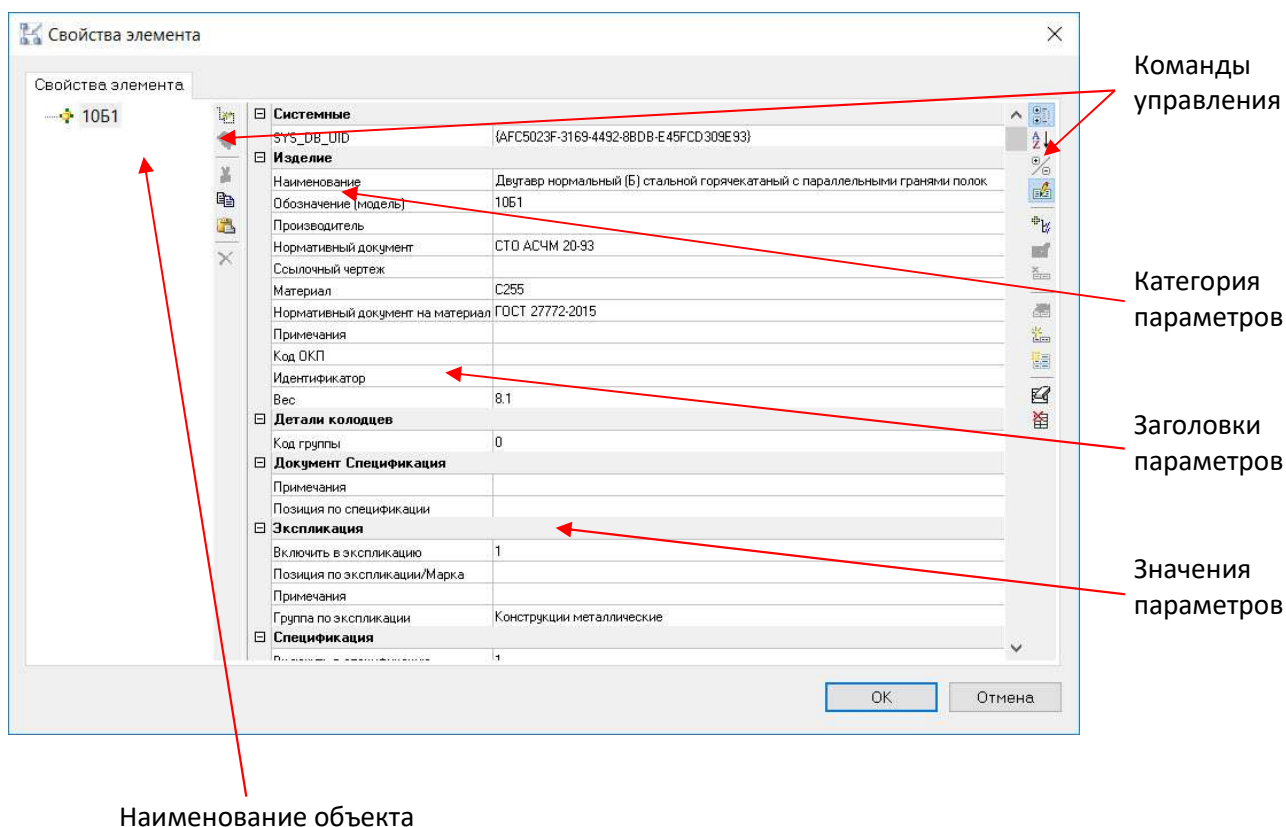 Свойства элемента
Свойства элемента
10Б1
Системные
SYS_DB_UID {AFC5023F-3169-4492-8BDB-E45FCD309E93}
Изделие
Наименование Двутавр нормальный (Б) стальной горячекатаный с параллельными гранями полок
Обозначение (модель) 10Б1
Производитель
Нормативный документ СТО АСЧМ 20-93
Ссылочный чертеж
Материал С255
Нормативный документ на материал ГОСТ 27772-2015
Примечания
Код ОКП
Идентификатор
Вес 8.1
Детали колодцев
Код группы 0
Документ Спецификация
Примечания
Позиция по спецификации
Экспликация
Включить в экспликацию 1
Позиция по экспликации/Марка
Примечания
Группа по экспликации Конструкции металлические
Спецификация
1
OK Отмена
Команды
управления
Категория
параметров
Заголовки
параметров
Значения
параметров
Наименование объекта